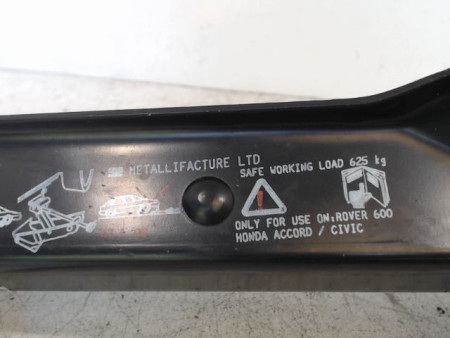 METALLIFACTURE LTD
SAFE WORKING LOAD 625 kg
ONLY FOR USE ON:ROVER 600
HONDA ACCORD / CIVIC